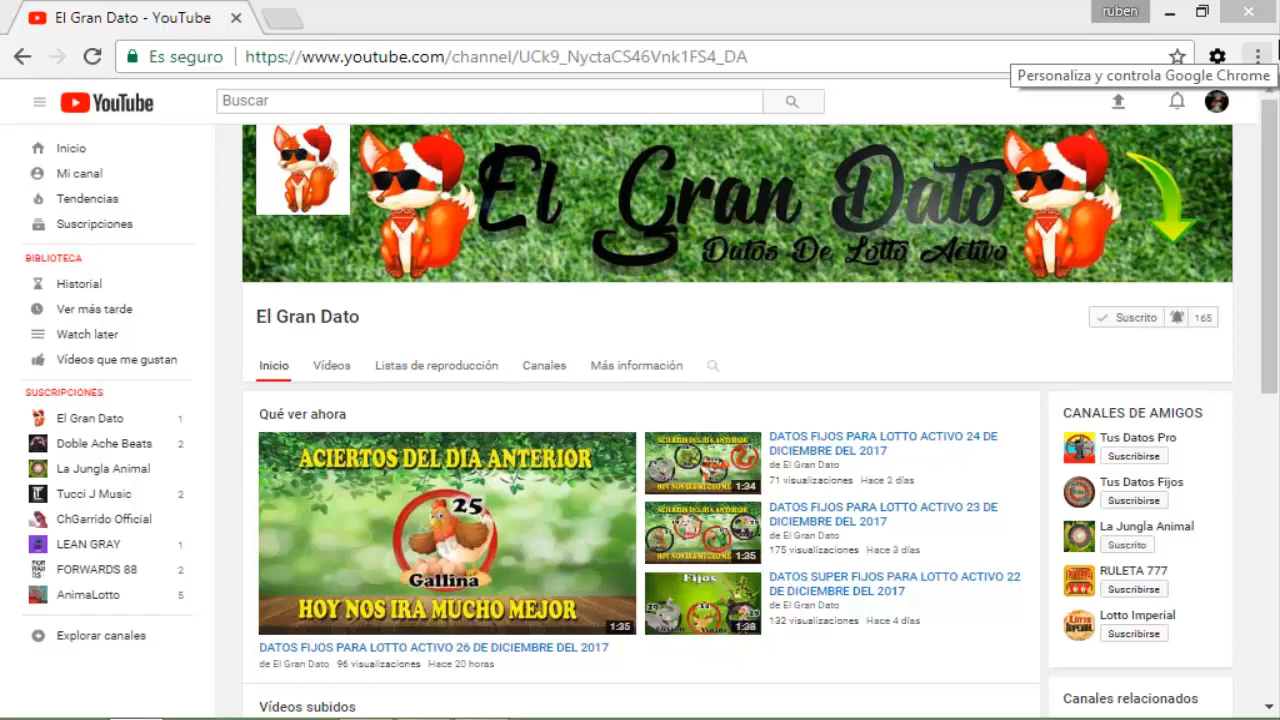 El Gran Dato - YouTube
ruben
Es seguro
https://www.youtube.com/channel/UCk9_NyctaCS46Vnk1FS4_DA
Personaliza y controla Google Chrome
YouTube
Buscar
Inicio
Mi canal
Tendencias
Suscripciones
BIBLIOTECA
Historial
Ver más tarde
Watch later
Vídeos que me gustan
SUSCRIPCIONES
El Gran Dato 1
Doble Ache Beats 2
La Jungla Animal
Tucci J Music 2
ChGarrido Official
LEAN GRAY 1
FORWARDS 88 2
AnimaLotto 5
Explorar canales
El Gran Dato
Datos De Lotto Activo
El Gran Dato
Suscrito 165
Inicio Vídeos Listas de reproducción Canales Más información
Qué ver ahora
ACIERTOS DEL DIA ANTERIOR
25
Gallina
HOY NOS IRA MUCHO MEJOR
1:35
DATOS FIJOS PARA LOTTO ACTIVO 26 DE DICIEMBRE DEL 2017
de El Gran Dato 96 visualizaciones Hace 20 horas
ACIERTOS DEL DIA ANTERIOR
1:34
DATOS FIJOS PARA LOTTO ACTIVO 24 DE
DICIEMBRE DEL 2017
de El Gran Dato
71 visualizaciones Hace 2 días
ACIERTOS DEL DIA ANTERIOR
1:35
DATOS FIJOS PARA LOTTO ACTIVO 23 DE
DICIEMBRE DEL 2017
de El Gran Dato
175 visualizaciones Hace 3 días
Fijos
1:38
DATOS SUPER FIJOS PARA LOTTO ACTIVO 22
DE DICIEMBRE DEL 2017
de El Gran Dato
132 visualizaciones Hace 4 días
Vídeos subidos
CANALES DE AMIGOS
Tus Datos Pro
Suscribirse
Tus Datos Fijos
Suscribirse
La Jungla Animal
Suscrito
RULETA 777
Suscribirse
Lotto Imperial
Suscribirse
Canales relacionados